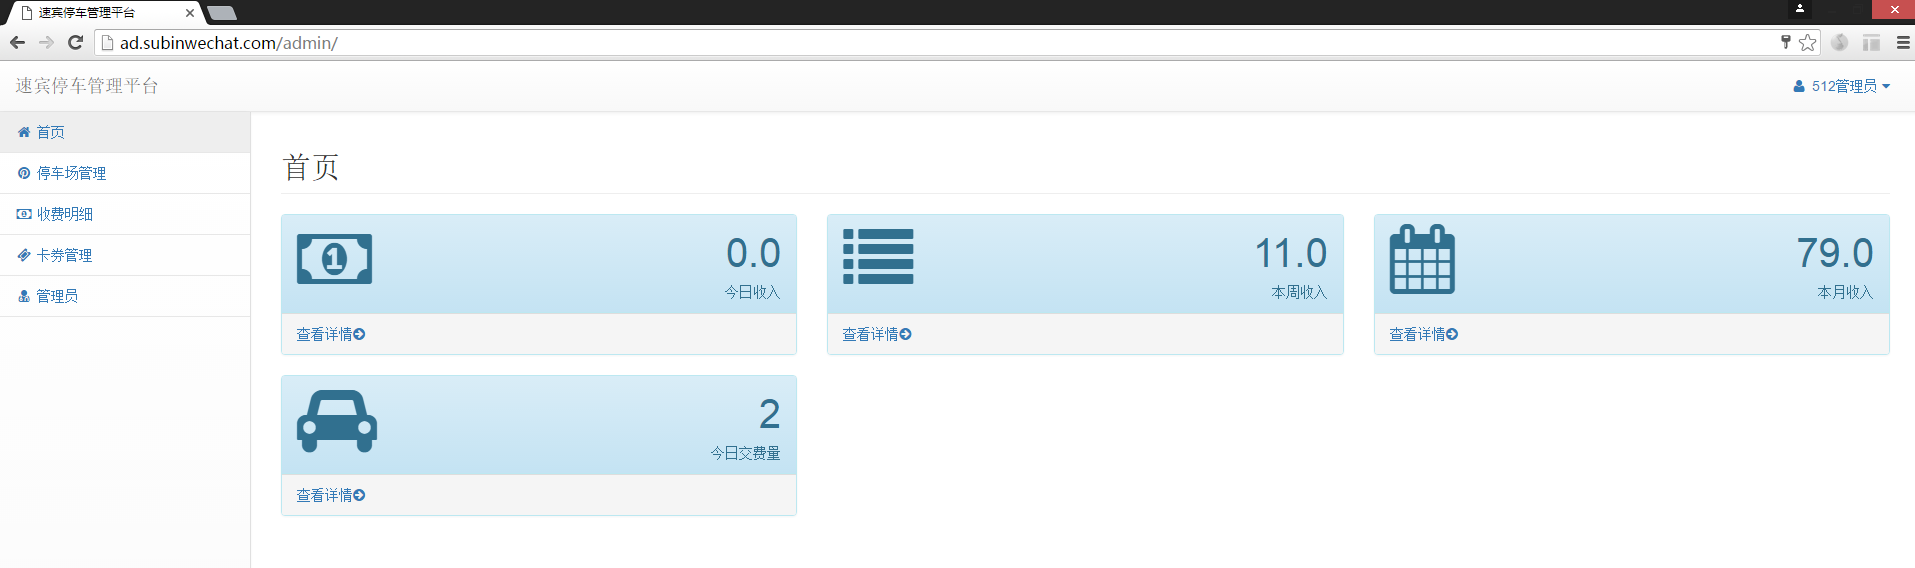 速宾停车管理平台
ad.subinwechat.com/admin/
速宾停车管理平台
512管理员
首页
停车场管理
收费明细
卡券管理
管理员
首页
0.0
今日收入
查看详情
11.0
本周收入
查看详情
79.0
本月收入
查看详情
2
今日交费量
查看详情